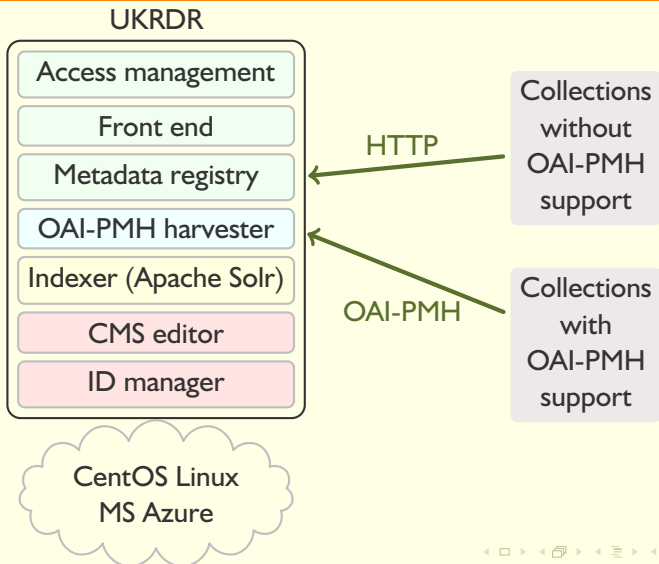 UKRDR
Access management
Front end
Metadata registry
OAI-PMH harvester
Indexer (Apache Solr)
CMS editor
ID manager
CentOS Linux
MS Azure
HTTP
OAI-PMH
Collections
without
OAI-PMH
support
Collections
with
OAI-PMH
support